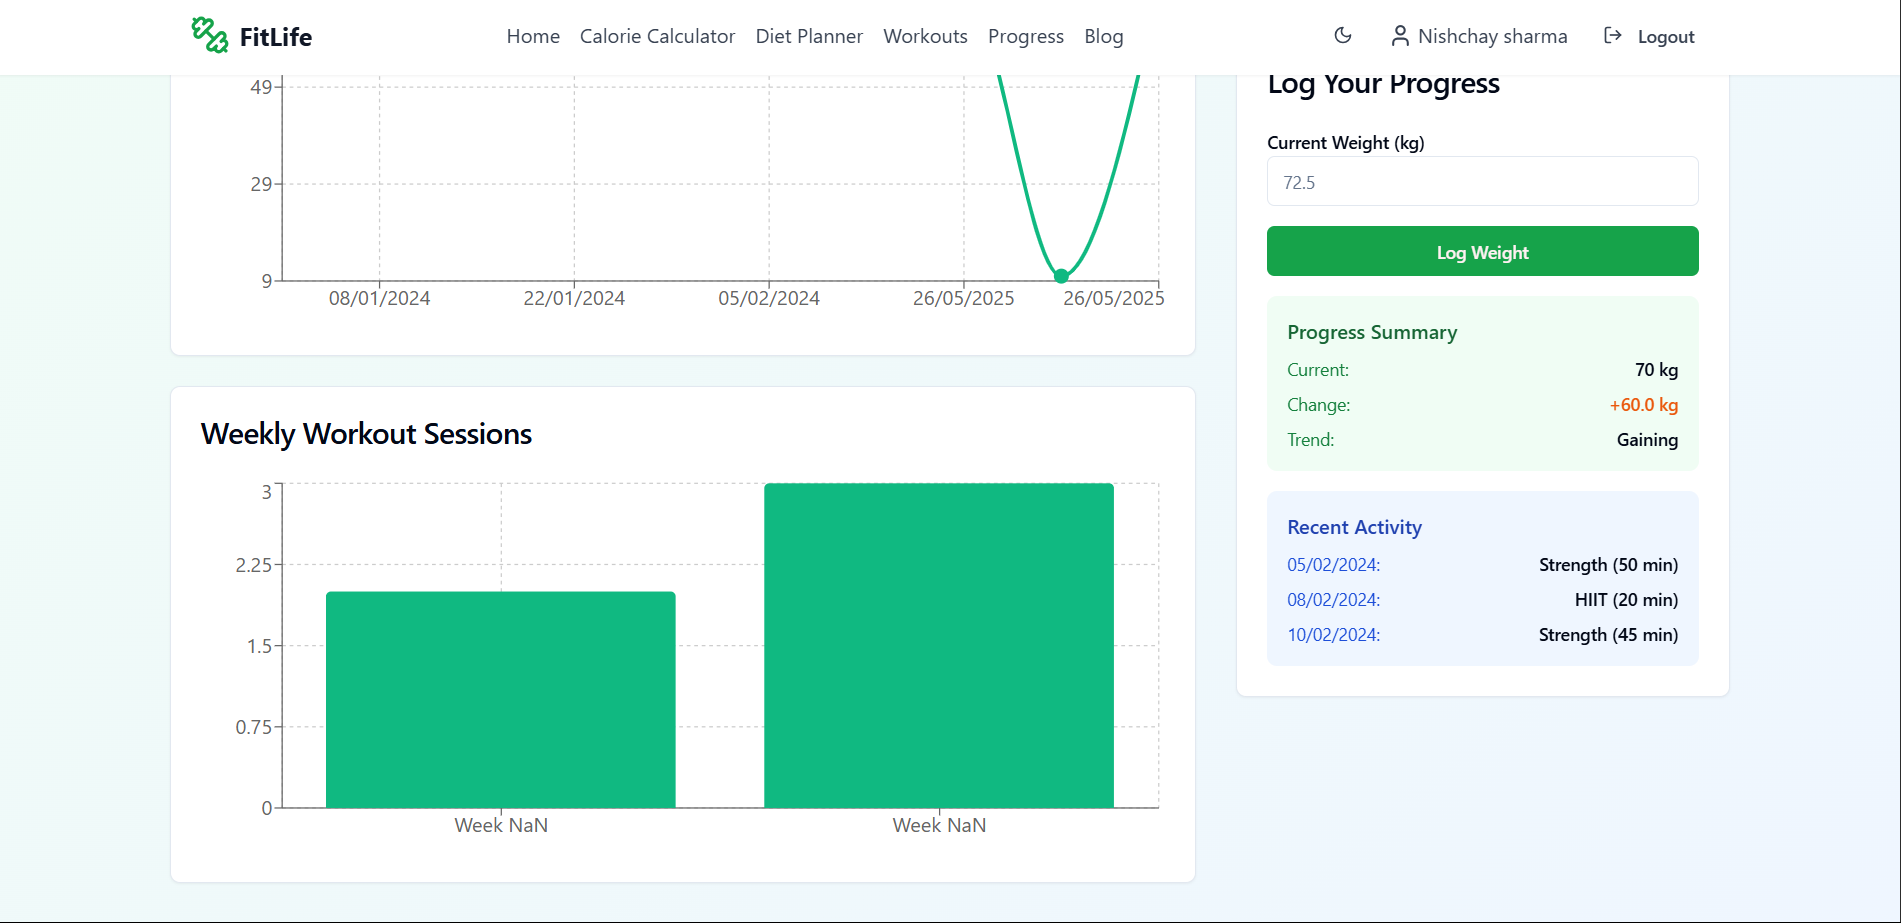 FitLife
Home Calorie Calculator Diet Planner Workouts Progress Blog
Nishchay sharma
Logout
49
29
9
08/01/2024 22/01/2024 05/02/2024 26/05/2025 26/05/2025
Weekly Workout Sessions
3
2.25
1.5
0.75
0
Week NaN Week NaN
Log Your Progress
Current Weight (kg)
72.5
Log Weight
Progress Summary
Current: 70 kg
Change: +60.0 kg
Trend: Gaining
Recent Activity
05/02/2024: Strength (50 min)
08/02/2024: HIIT (20 min)
10/02/2024: Strength (45 min)